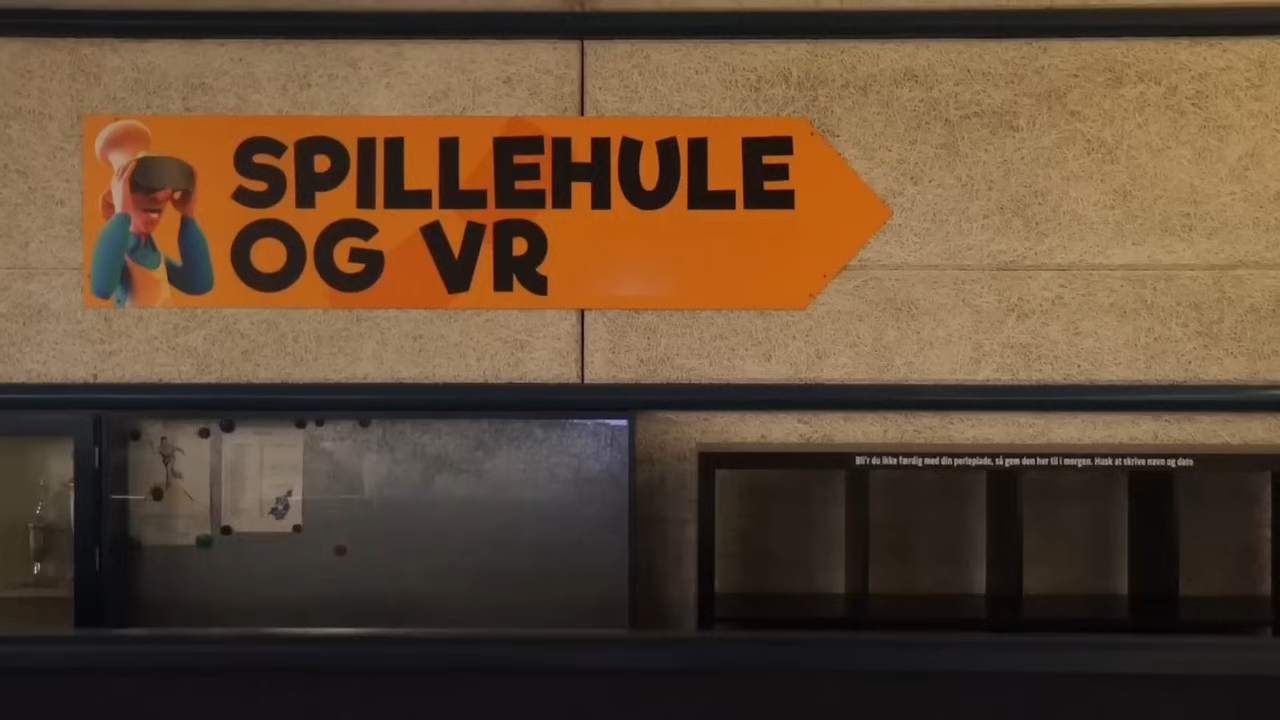 SPILLEHULE
OG VR
Bli'r du ikke færdig med din perleplade, så gem den her til i morgen. Husk at skrive navn og dato